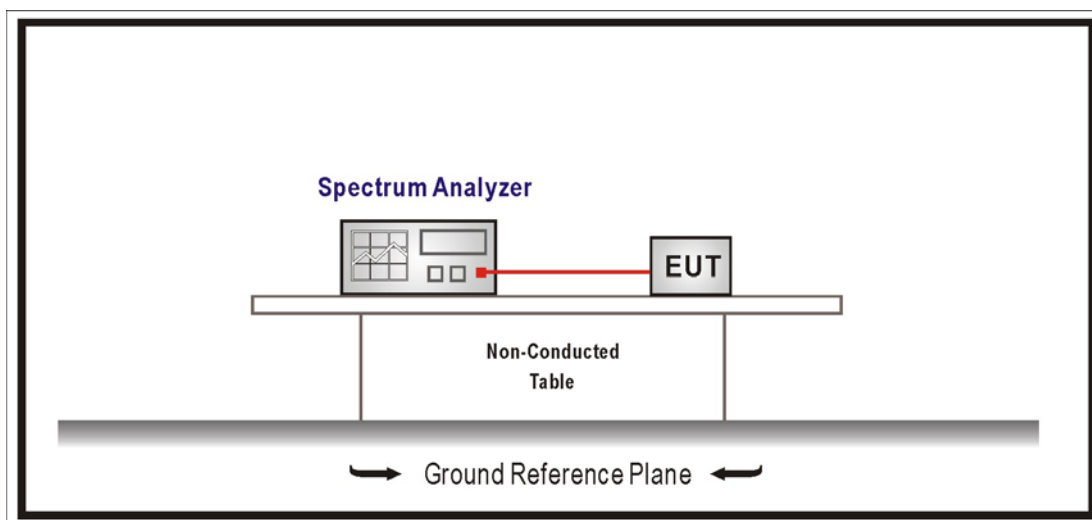 Spectrum Analyzer
EUT
Non-Conducted
Table
Ground Reference Plane